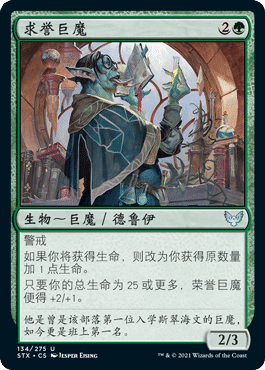 求誉巨魔 2
生物～巨魔 / 德鲁伊
警戒
如果你将获得生命，则改为你获得原数量
加 1 点生命。
只要你的总生命为 25 或更多，荣誉巨魔
便得 +2/+1。
他是曾是该部落第一位入学斯翠海文的巨魔，
如今更是班上第一名。
2/3
134/275 U
STX • CS JESPER EJSING
™ & © 2021 Wizards of the Coast